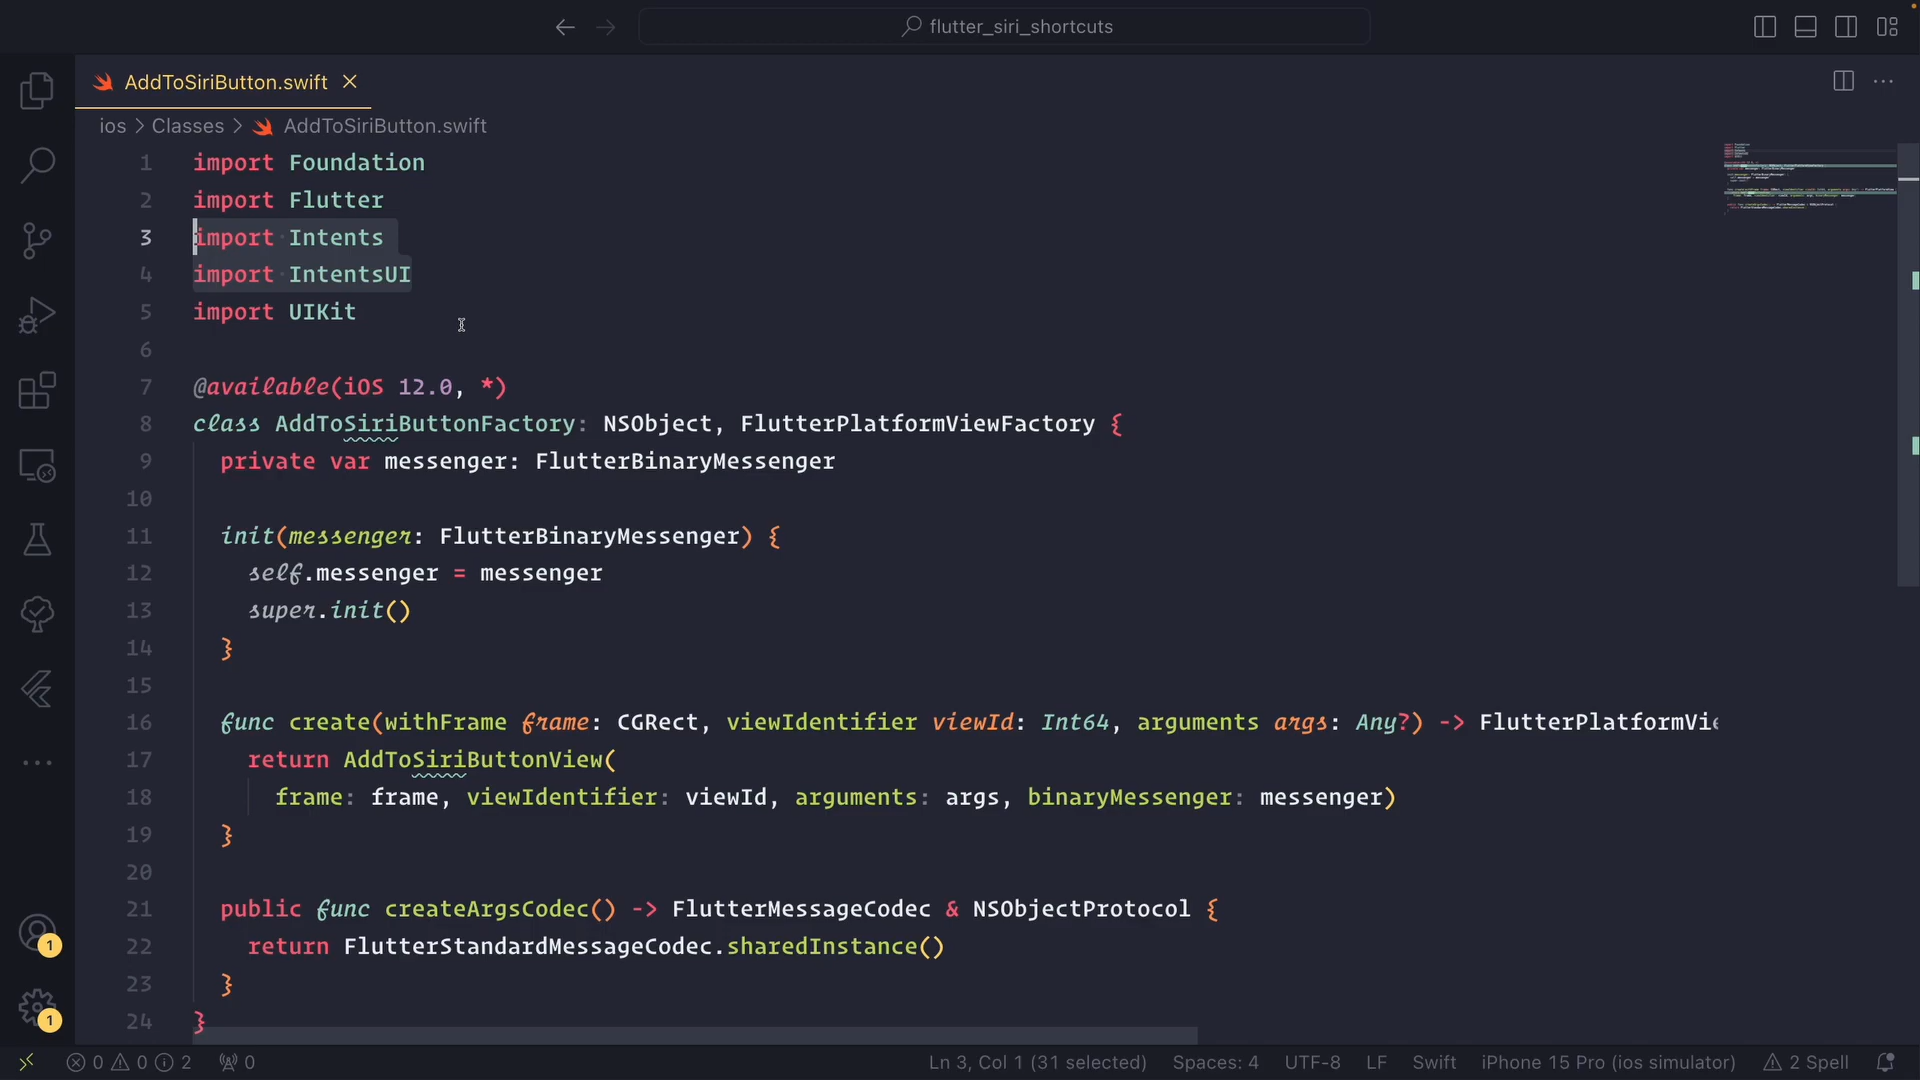 flutter_siri_shortcuts
AddToSiriButton.swift
ios > Classes > AddToSiriButton.swift
1 import Foundation
2 import Flutter
3 import Intents
4 import IntentsUI
5 import UIKit
6
7 @available(iOS 12.0, *)
8 class AddToSiriButtonFactory: NSObject, FlutterPlatformViewFactory {
9 private var messenger: FlutterBinaryMessenger
10
11 init(messenger: FlutterBinaryMessenger) {
12 self.messenger = messenger
13 super.init()
14 }
15
16 func create(withFrame frame: CGRect, viewIdentifier viewId: Int64, arguments args: Any?) -> FlutterPlatformVie
17 return AddToSiriButtonView(
18 frame: frame, viewIdentifier: viewId, arguments: args, binaryMessenger: messenger)
19 }
20
21 public func createArgsCodec() -> FlutterMessageCodec & NSObjectProtocol {
22 return FlutterStandardMessageCodec.sharedInstance()
23 }
24 }
1
1
0 0 2 0 Ln 3, Col 1 (31 selected) Spaces: 4 UTF-8 LF Swift iPhone 15 Pro (ios simulator) 2 Spell